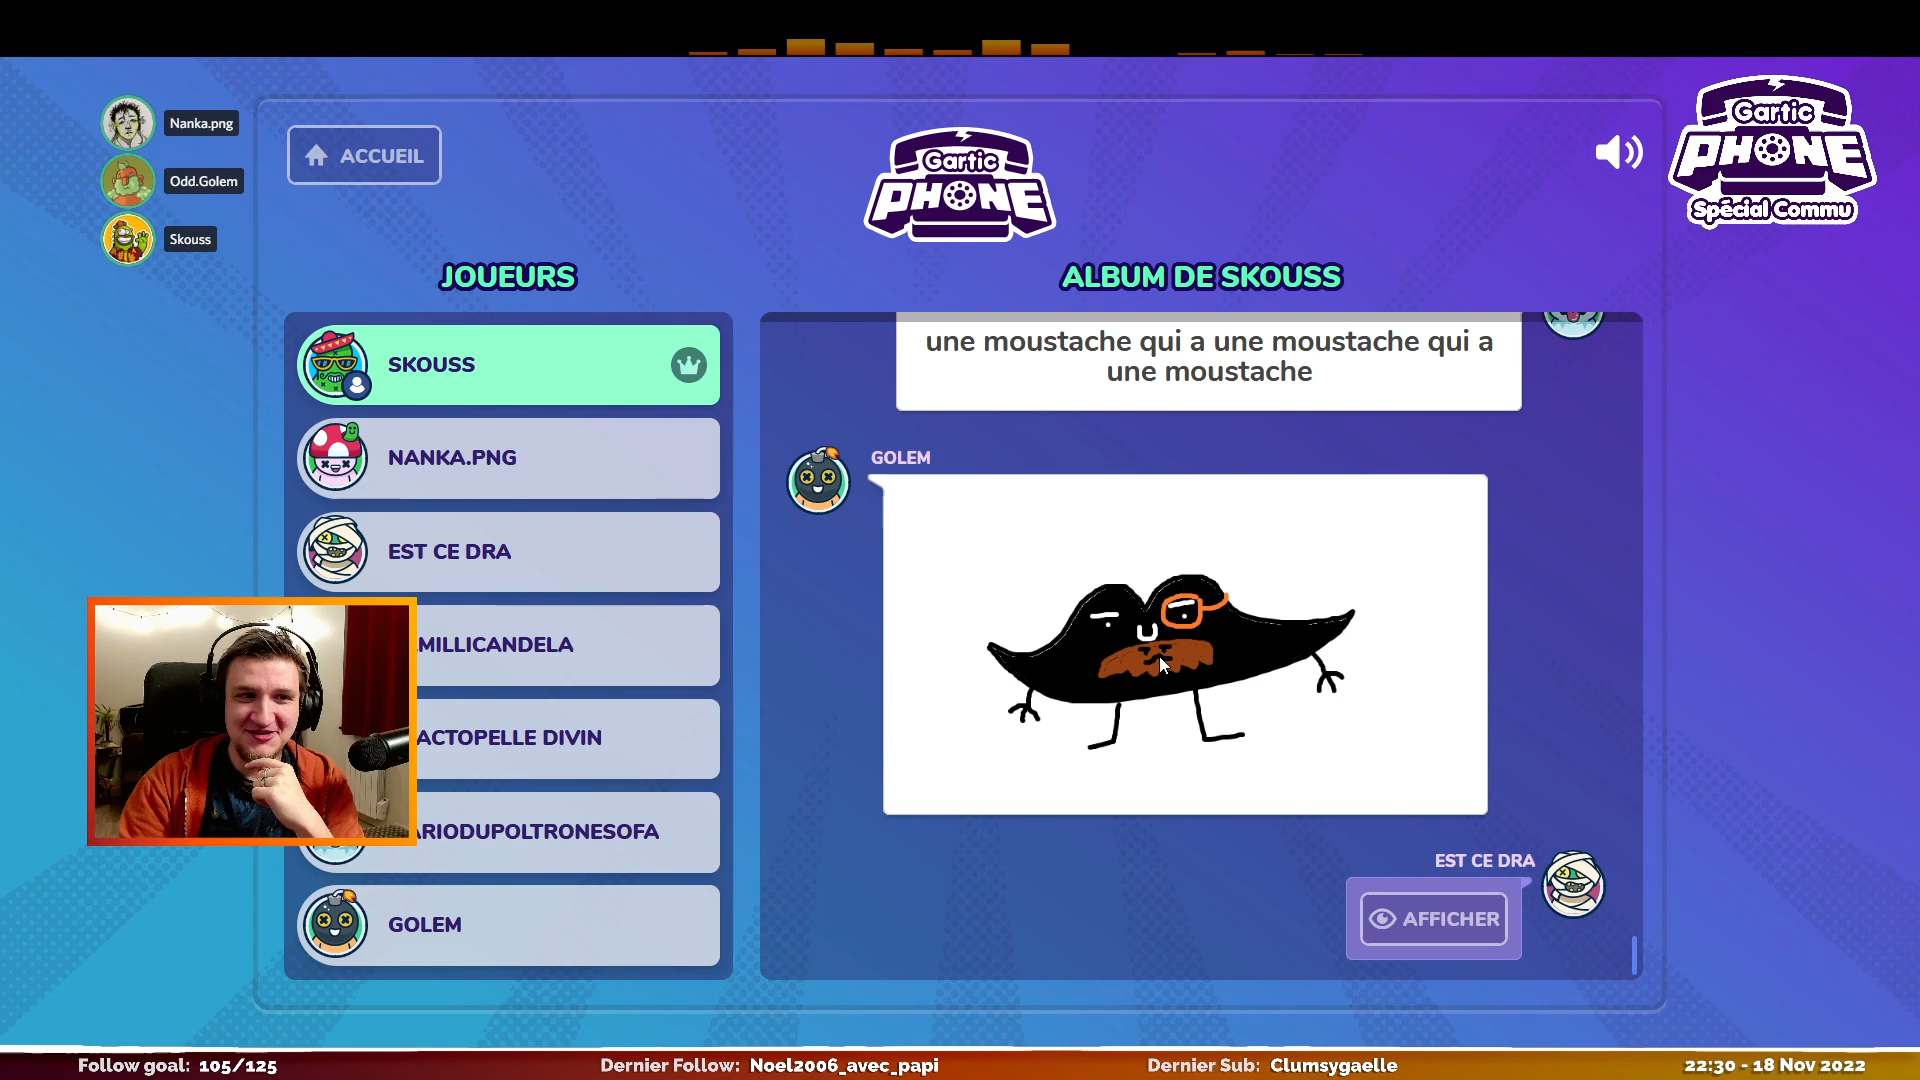 Nanka.png
Odd.Golem
Skouss
ACCUEIL
Gartic
PHONE
Gartic
PHONE
Spécial Commu
JOUEURS
SKOUSS
NANKA.PNG
EST CE DRA
MILLICANDELA
ACTOPELLE DIVIN
ARIODUPOLTRONESOFA
GOLEM
ALBUM DE SKOUSS
une moustache qui a une moustache qui a
une moustache
GOLEM
EST CE DRA
AFFICHER
Follow goal: 105/125
Dernier Follow: Noel2006_avec_papi
Dernier Sub: Clumsygaelle
22:30 - 18 Nov 2022